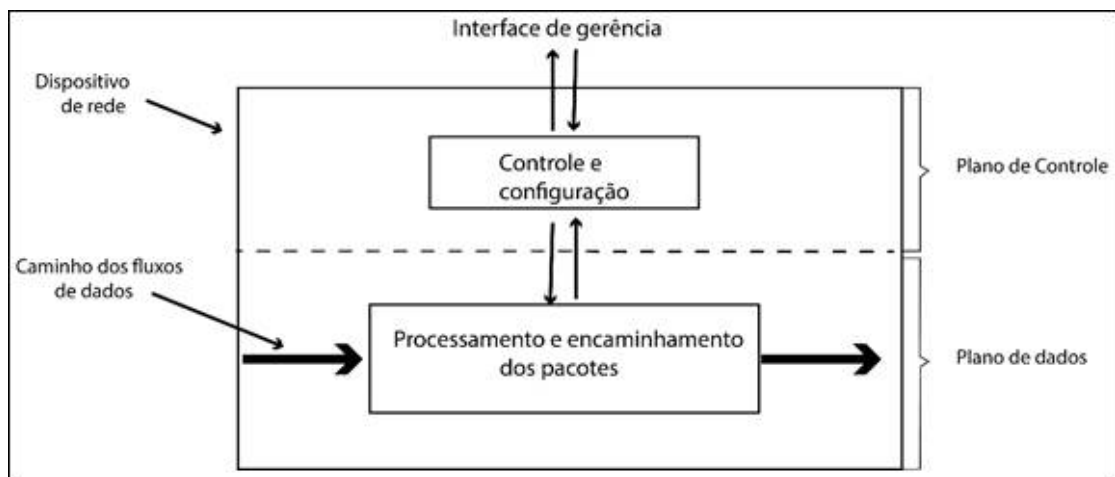 Interface de gerência
Dispositivo
de rede
Controle e
configuração
Plano de Controle
Caminho dos fluxos
de dados
Processamento e encaminhamento
dos pacotes
Plano de dados